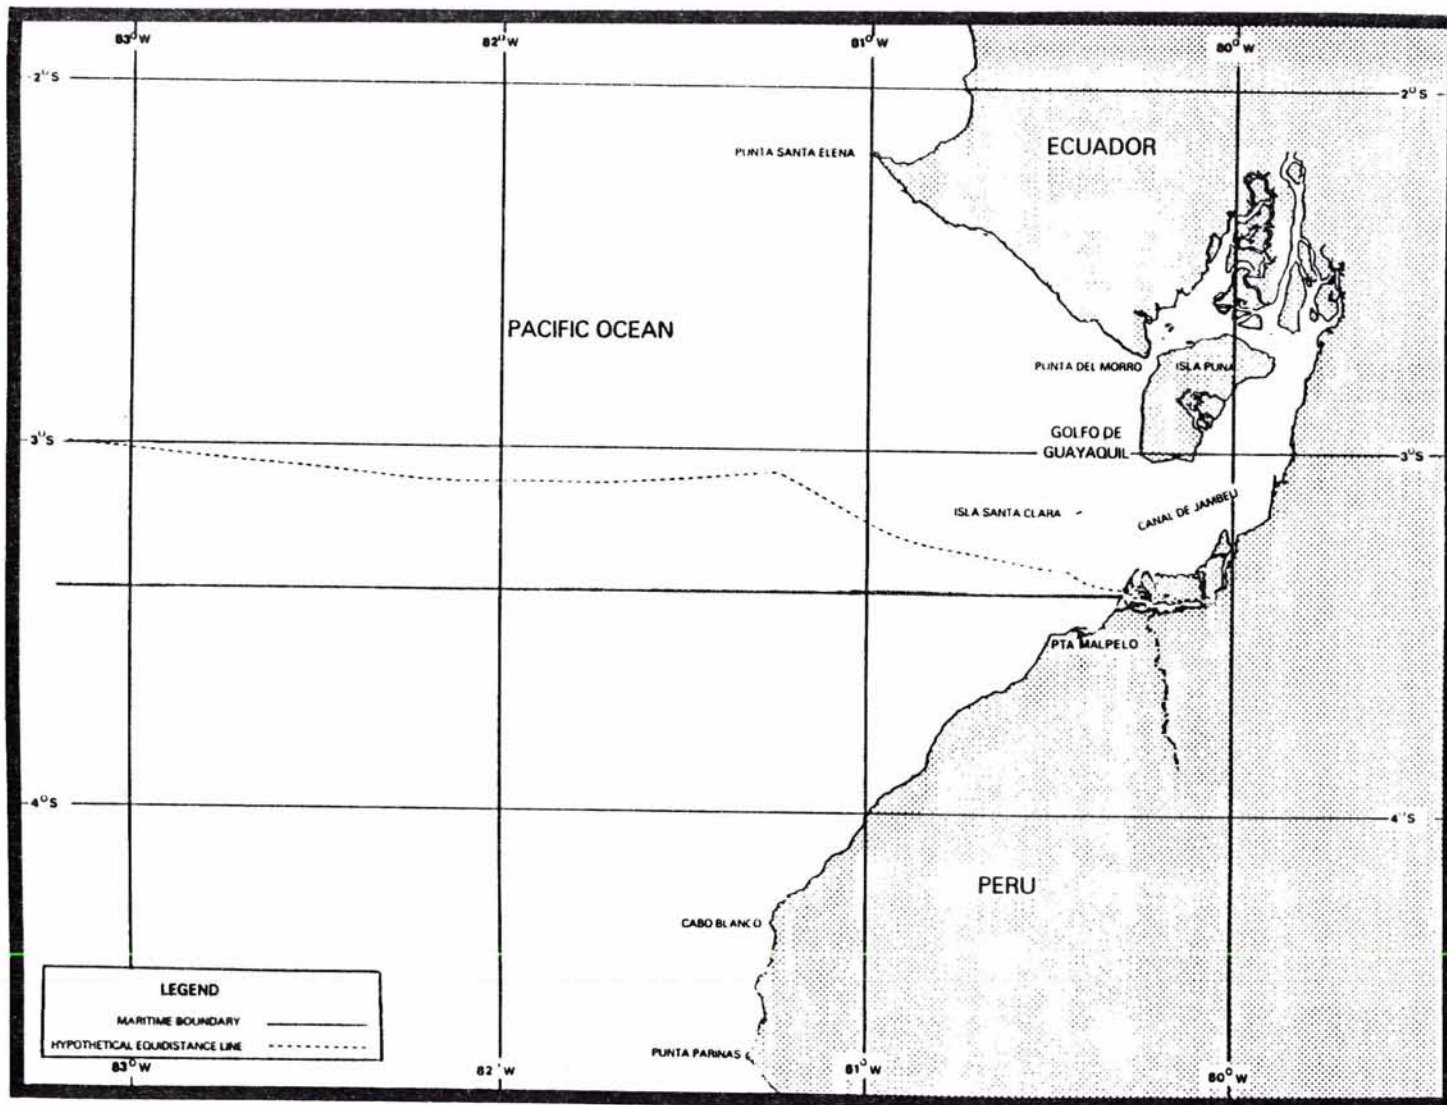 83°W
82°W
81°W
80°W
2°S
2°S
PUNTA SANTA ELENA
ECUADOR
PACIFIC OCEAN
PUNTA DEL MORRO
ISLA PUNA
3°S
GOLFO DE
GUAYAQUIL
3°S
ISLA SANTA CLARA
CANAL DE JAMBELI
PTA MALPELO
4°S
4°S
PERU
CABO BLANCO
LEGEND
MARITIME BOUNDARY
HYPOTHETICAL EQUIDISTANCE LINE
PUNTA PARINAS
83°W
82°W
81°W
80°W